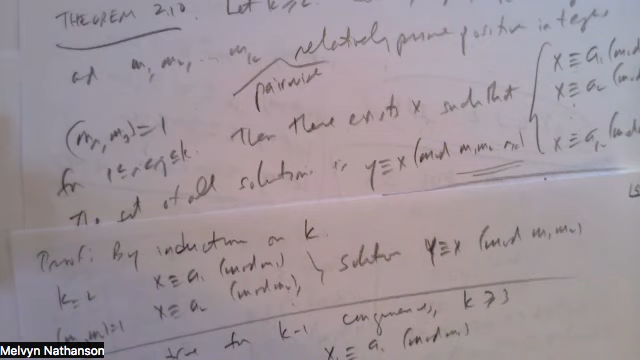 THEOREM 2.10. Let k ≥ 2.
and m₁, m₂, ... mₖ relatively prime positive integers
pairwise
x ≡ a₁ (mod
x ≡ a₂ (mod
x ≡ aₖ (mod
(mᵣ, m_q) = 1
for 1 ≤ r < q ≤ k. Then there exists x such that
The set of all solutions is y ≡ x (mod m₁m₂ mₖ)
Proof: By induction on k.
k = 2 x ≡ a₁ (mod m₁)
(m₁, m₂) = 1 x ≡ a₂ (mod m₂) } solution y ≡ x (mod m₁m₂)
true for k-1 congruences, k ≥ 3
x ≡ a₁ (mod m₁)
Melvyn Nathanson